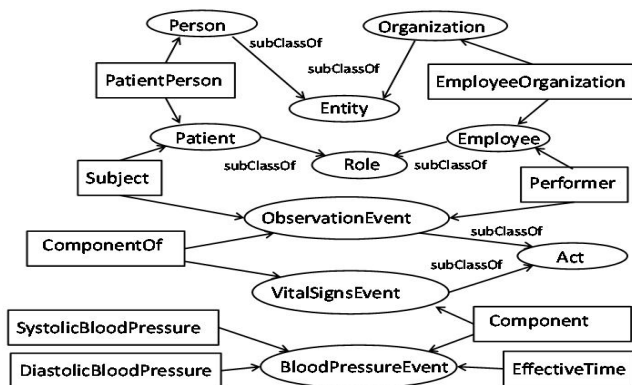 Person
Organization
subClassOf
PatientPerson
subClassOf
EmployeeOrganization
Entity
Patient
Employee
subClassOf
Role
subClassOf
Subject
Performer
ObservationEvent
subClassOf
ComponentOf
Act
subClassOf
VitalSignsEvent
SystolicBloodPressure
Component
DiastolicBloodPressure
BloodPressureEvent
EffectiveTime